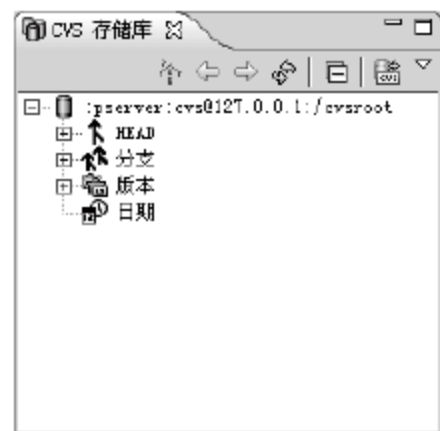 CVS 存储库
:pserver:cvs@127.0.0.1:/cvsroot
HEAD
分支
版本
日期